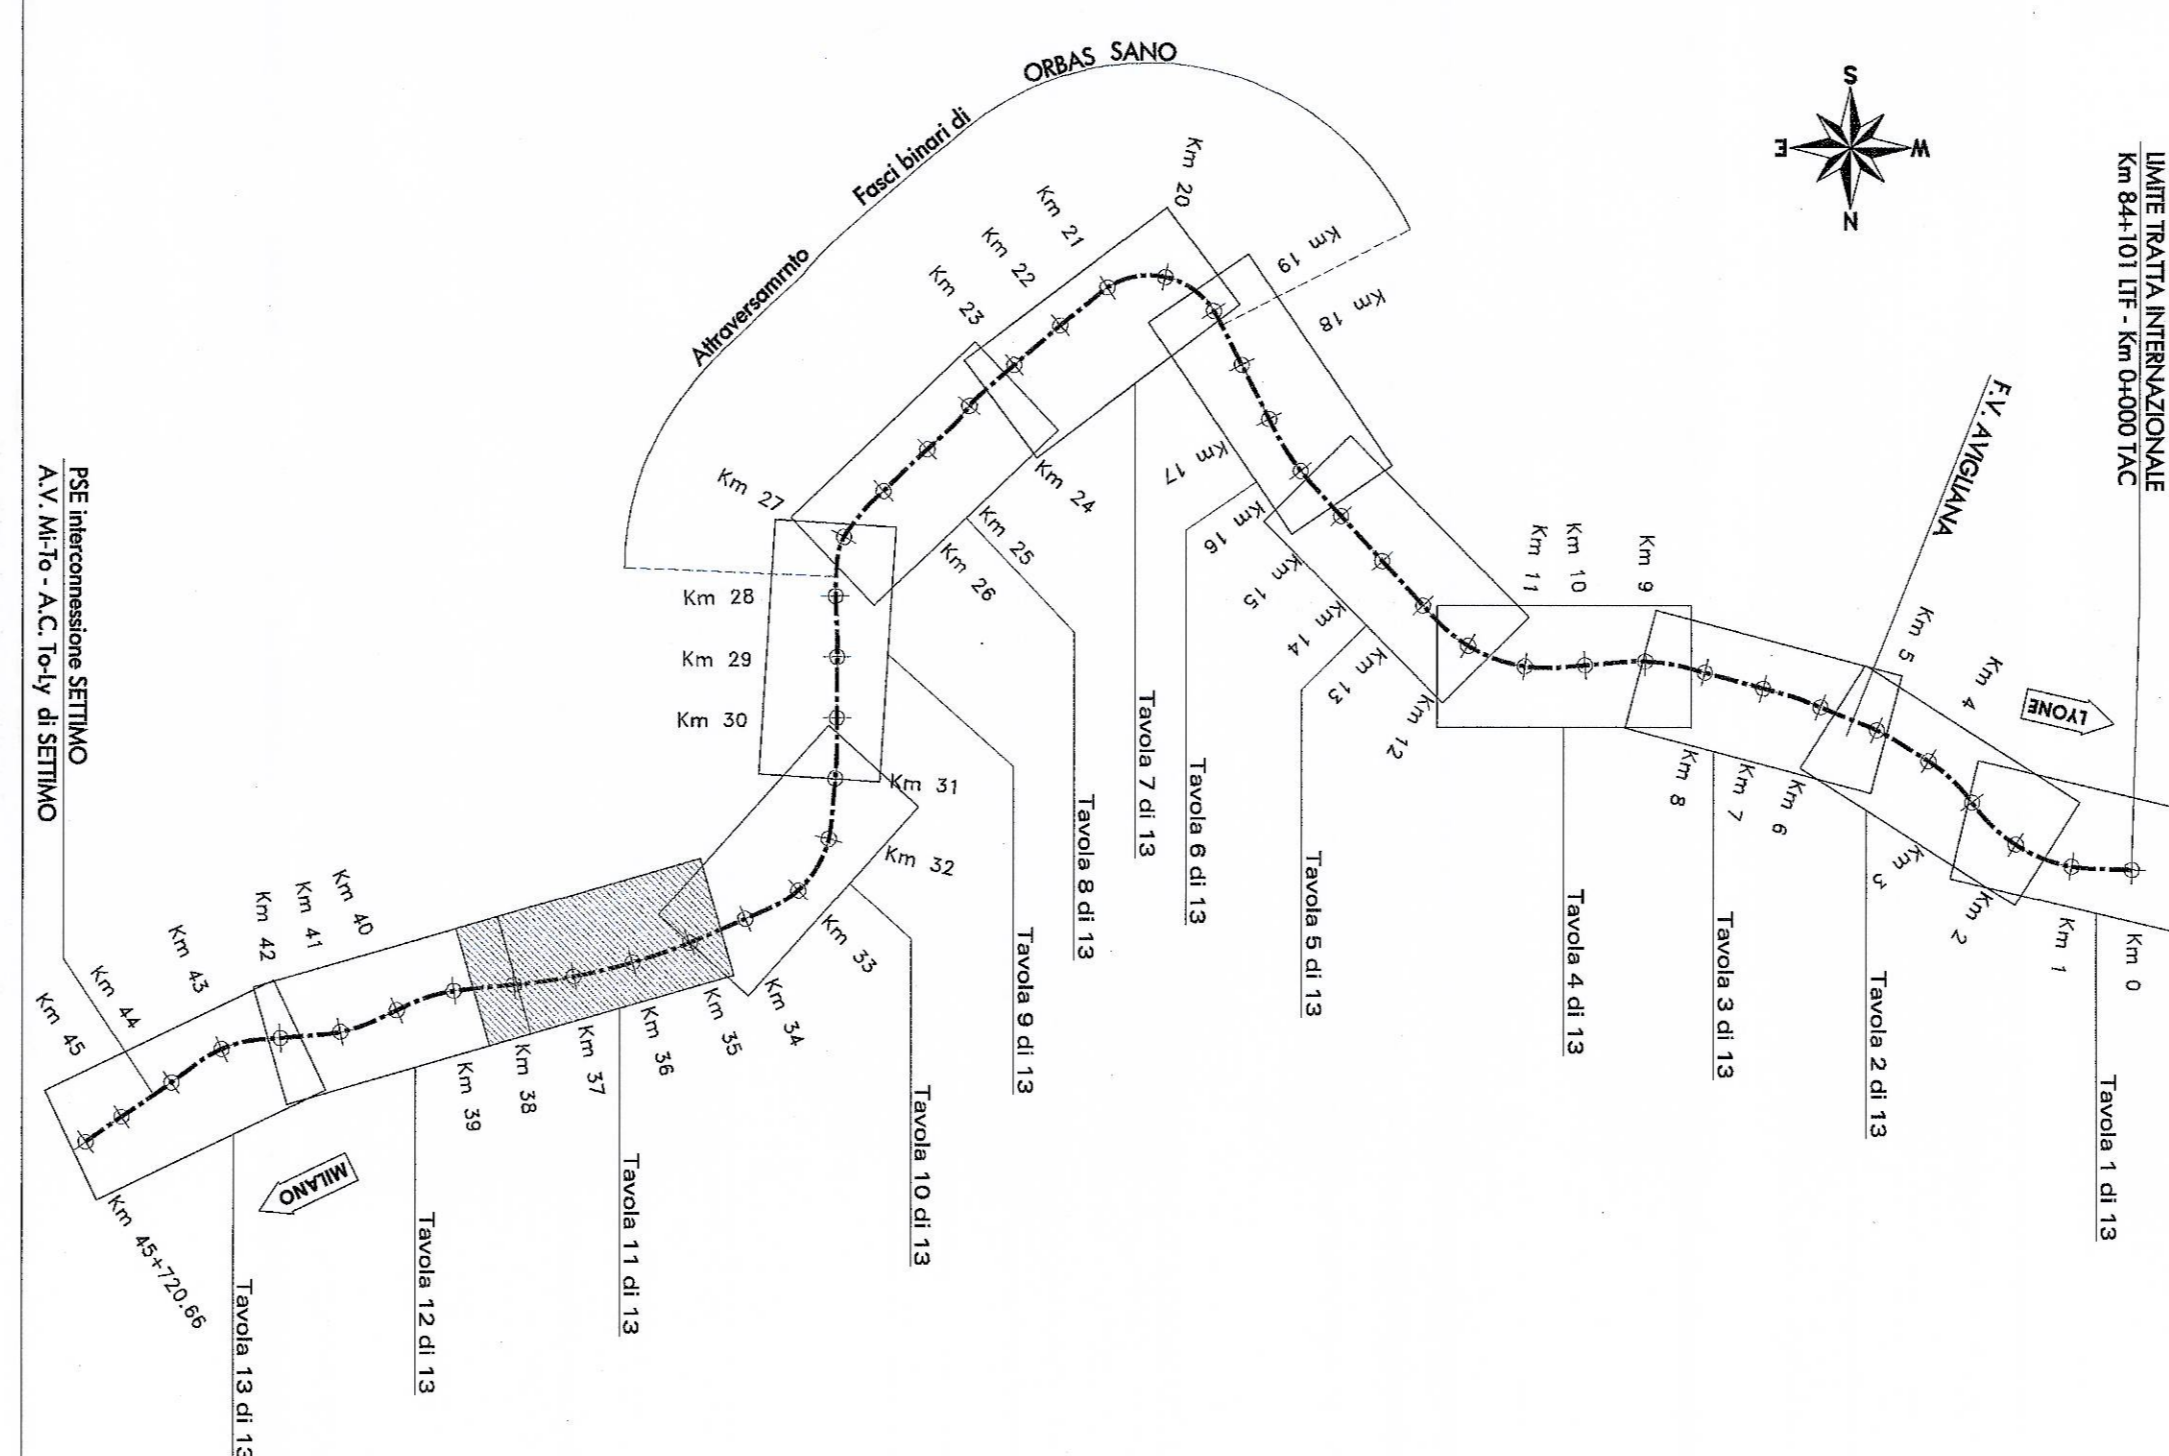 ORBAS SANO
Fasci binari di
Attraversamrnto
S
E
W
N
LIMITE TRATTA INTERNAZIONALE
Km 84+101 LTF - Km 0+000 TAC
F.V. AVIGLIANA
LYONE
PSE interconnessione SETTIMO
A.V. Mi-To - A.C. To-Ly di SETTIMO
MILANO
Km 0
Km 1
Km 2
Km 3
Km 4
Km 5
Km 6
Km 7
Km 8
Km 9
Km 10
Km 11
Km 12
Km 13
Km 14
Km 15
Km 16
Km 17
Km 18
Km 19
Km 20
Km 21
Km 22
Km 23
Km 24
Km 25
Km 26
Km 27
Km 28
Km 29
Km 30
Km 31
Km 32
Km 33
Km 34
Km 35
Km 36
Km 37
Km 38
Km 39
Km 40
Km 41
Km 42
Km 43
Km 44
Km 45
Km 45+720.66
Tavola 1 di 13
Tavola 2 di 13
Tavola 3 di 13
Tavola 4 di 13
Tavola 5 di 13
Tavola 6 di 13
Tavola 7 di 13
Tavola 8 di 13
Tavola 9 di 13
Tavola 10 di 13
Tavola 11 di 13
Tavola 12 di 13
Tavola 13 di 13